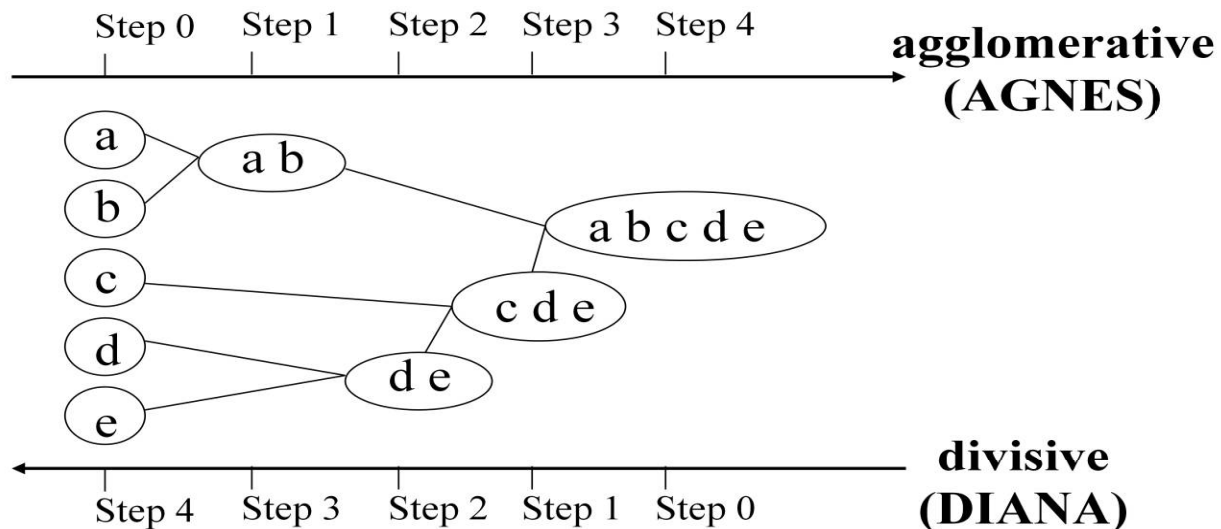 Step 0 Step 1 Step 2 Step 3 Step 4
agglomerative
(AGNES)
a
a b
b
a b c d e
c
c d e
d
d e
e
divisive
(DIANA)
Step 4 Step 3 Step 2 Step 1 Step 0